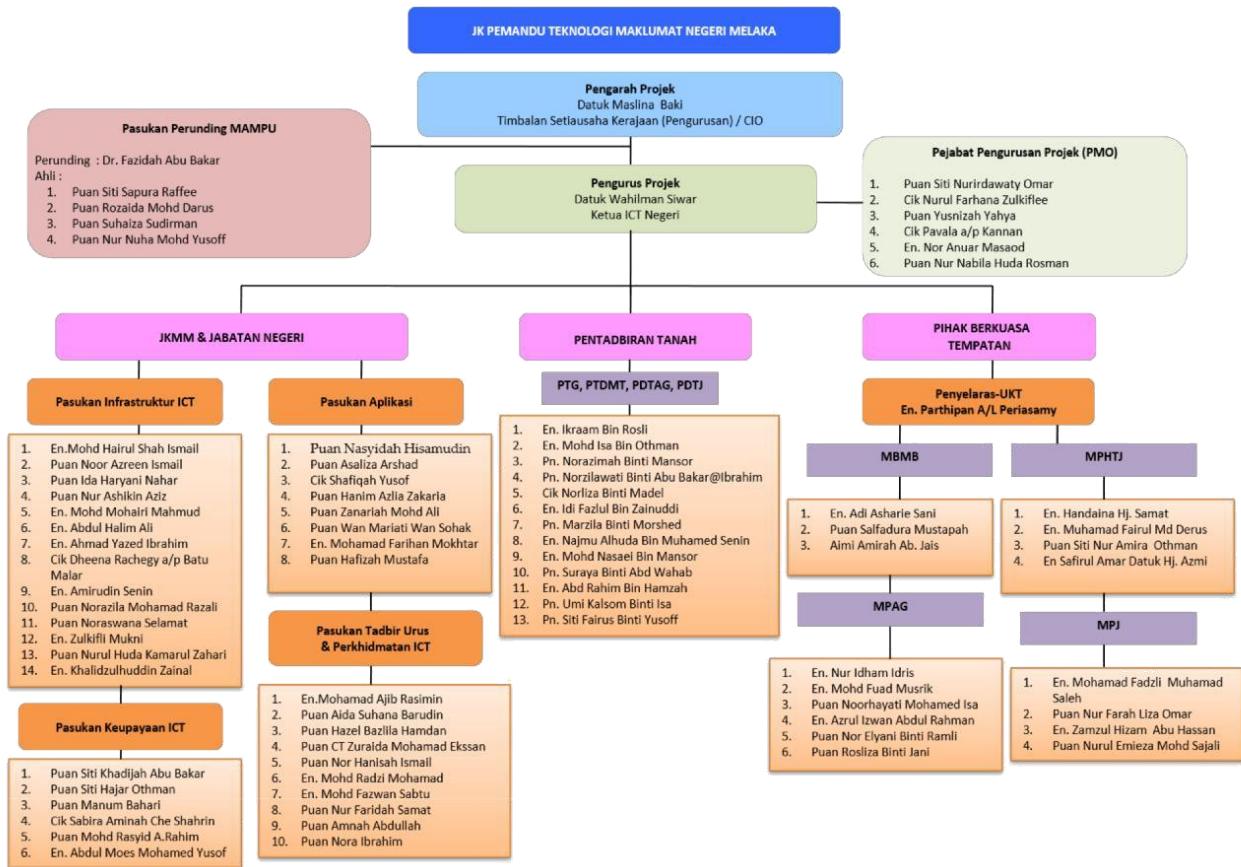 JK PEMANDU TEKNOLOGI MAKLUMAT NEGERI MELAKA
Pengarah Projek
Datuk Maslina Baki
Timbalan Setiausaha Kerajaan (Pengurusan) / CIO
Pasukan Perunding MAMPU
Perunding : Dr. Fazidah Abu Bakar
Ahli :
1. Puan Siti Sapura Raffee
2. Puan Rozaida Mohd Darus
3. Puan Suhaiza Sudirman
4. Puan Nur Nuha Mohd Yusoff
Pengurus Projek
Datuk Wahilman Siwar
Ketua ICT Negeri
Pejabat Pengurusan Projek (PMO)
1. Puan Siti Nurirdawaty Omar
2. Cik Nurul Farhana Zulkiflee
3. Puan Yusnizah Yahya
4. Cik Pavala a/p Kannan
5. En. Nor Anuar Masaod
6. Puan Nur Nabila Huda Rosman
JKMM & JABATAN NEGERI
Pasukan Infrastruktur ICT
1. En.Mohd Hairul Shah Ismail
2. Puan Noor Azreen Ismail
3. Puan Ida Haryani Nahar
4. Puan Nur Ashikin Aziz
5. En. Mohd Mohairi Mahmud
6. En. Abdul Halim Ali
7. En. Ahmad Yazed Ibrahim
8. Cik Dheena Rachegy a/p Batu
Malar
9. En. Amirudin Senin
10. Puan Norazila Mohamad Razali
11. Puan Noraswana Selamat
12. En. Zulkifli Mukni
13. Puan Nurul Huda Kamarul Zahari
14. En. Khalidzulhuddin Zainal
Pasukan Keupayaan ICT
1. Puan Siti Khadijah Abu Bakar
2. Puan Siti Hajar Othman
3. Puan Manum Bahari
4. Cik Sabira Aminah Che Shahrin
5. Puan Mohd Rasyid A.Rahim
6. En. Abdul Moes Mohamed Yusof
Pasukan Aplikasi
1. Puan Nasyidah Hisamudin
2. Puan Asaliza Arshad
3. Cik Shafiqah Yusof
4. Puan Hanim Azlia Zakaria
5. Puan Zanariah Mohd Ali
6. Puan Wan Mariati Wan Sohak
7. En. Mohamad Farihan Mokhtar
8. Puan Hafizah Mustafa
Pasukan Tadbir Urus
& Perkhidmatan ICT
1. En.Mohamad Ajib Rasimin
2. Puan Aida Suhana Barudin
3. Puan Hazel Bazlila Hamdan
4. Puan CT Zuraida Mohamad Ekssan
5. Puan Nor Hanisah Ismail
6. En. Mohd Radzi Mohamad
7. En. Mohd Fazwan Sabtu
8. Puan Nur Faridah Samat
9. Puan Amnah Abdullah
10. Puan Nora Ibrahim
PENTADBIRAN TANAH
PTG, PTDMT, PDTAG, PDTJ
1. En. Ikraam Bin Rosli
2. En. Mohd Isa Bin Othman
3. Pn. Norazimah Binti Mansor
4. Pn. Norzilawati Binti Abu Bakar@Ibrahim
5. Cik Norliza Binti Madel
6. En. Idi Fazlul Bin Zainuddi
7. Pn. Marzila Binti Morshed
8. En. Najmu Alhuda Bin Muhamed Senin
9. En. Mohd Nasaei Bin Mansor
10. Pn. Suraya Binti Abd Wahab
11. En. Abd Rahim Bin Hamzah
12. Pn. Umi Kalsom Binti Isa
13. Pn. Siti Fairus Binti Yusoff
PIHAK BERKUASA
TEMPATAN
Penyelaras-UKT
En. Parthipan A/L Periasamy
MBMB
1. En. Adi Asharie Sani
2. Puan Salfadura Mustapah
3. Aimi Amirah Ab. Jais
MPHTJ
1. En. Handaina Hj. Samat
2. En. Muhamad Fairul Md Derus
3. Puan Siti Nur Amira Othman
4. En Safirul Amar Datuk Hj. Azmi
MPAG
1. En. Nur Idham Idris
2. En. Mohd Fuad Musrik
3. Puan Noorhayati Mohamed Isa
4. En. Azrul Izwan Abdul Rahman
5. Puan Nor Elyani Binti Ramli
6. Puan Rosliza Binti Jani
MPJ
1. En. Mohamad Fadzli Muhamad
Saleh
2. Puan Nur Farah Liza Omar
3. En. Zamzul Hizam Abu Hassan
4. Puan Nurul Emieza Mohd Sajali